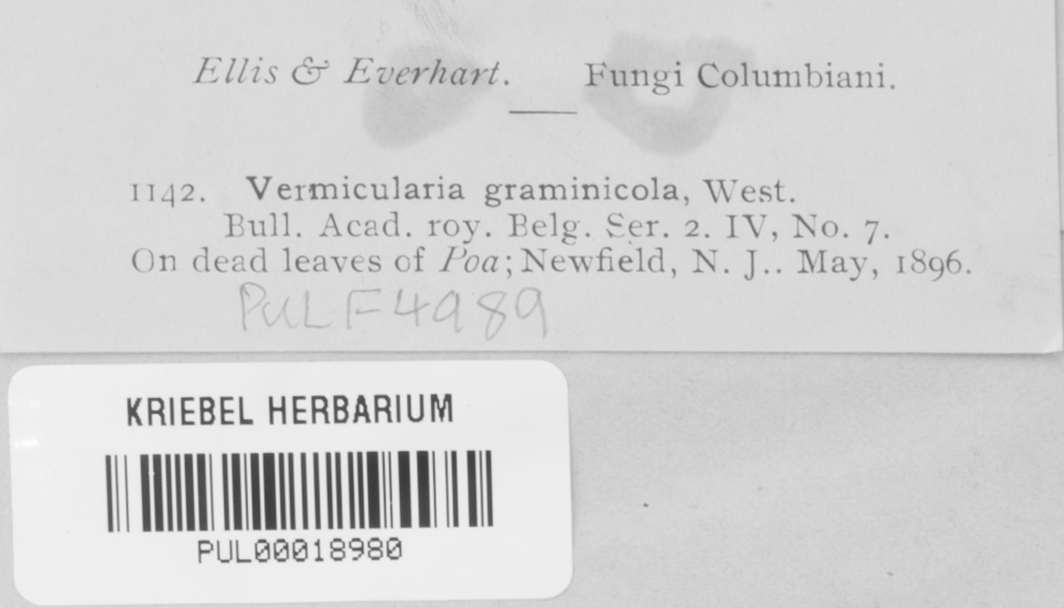 Ellis & Everhart. Fungi Columbiani.
1142. Vermicularia graminicola, West.
Bull. Acad. roy. Belg. Ser. 2. IV, No. 7.
On dead leaves of Poa; Newfield, N. J.. May, 1896.
PUL F4989
KRIEBEL HERBARIUM
PUL00018980